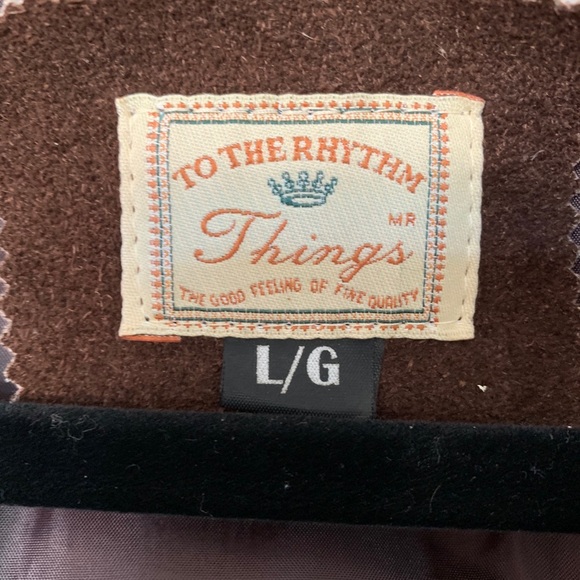 TO THE RHYTHM
MR
Things
THE GOOD FEELING OF FINE QUALITY
L/G